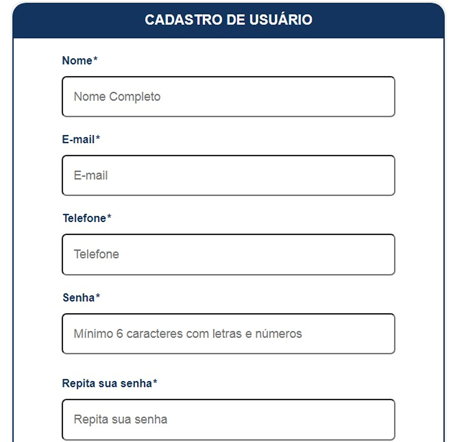 CADASTRO DE USUÁRIO
Nome*
Nome Completo
E-mail*
E-mail
Telefone*
Telefone
Senha*
Mínimo 6 caracteres com letras e números
Repita sua senha*
Repita sua senha